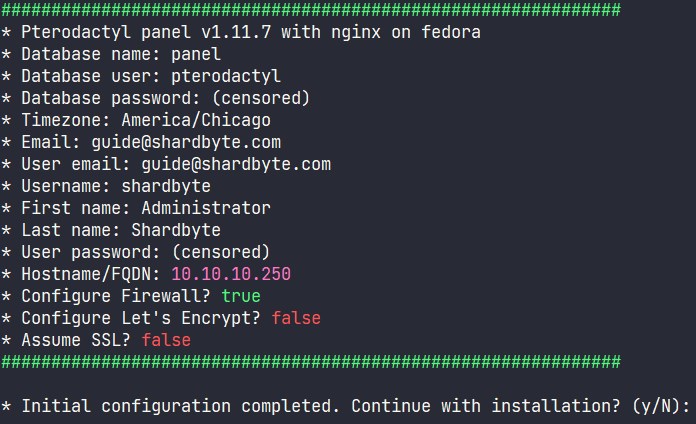 ##############################################################
* Pterodactyl panel v1.11.7 with nginx on fedora
* Database name: panel
* Database user: pterodactyl
* Database password: (censored)
* Timezone: America/Chicago
* Email: guide@shardbyte.com
* User email: guide@shardbyte.com
* Username: shardbyte
* First name: Administrator
* Last name: Shardbyte
* User password: (censored)
* Hostname/FQDN: 10.10.10.250
* Configure Firewall? true
* Configure Let's Encrypt? false
* Assume SSL? false
##############################################################
* Initial configuration completed. Continue with installation? (y/N):